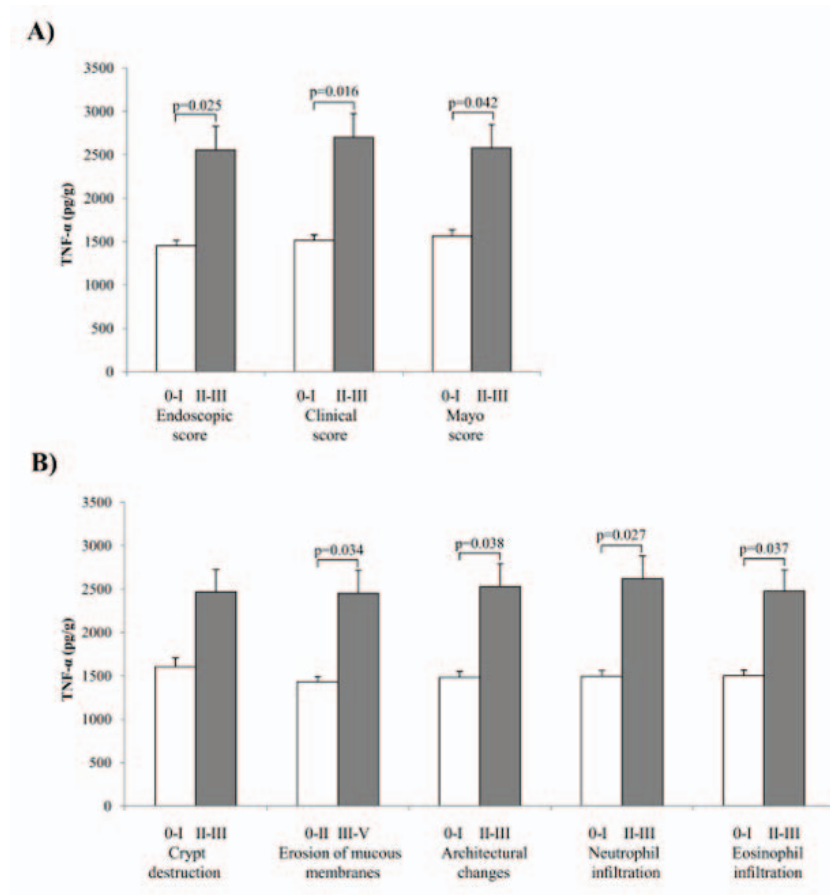 A)
3500
3000
2500
2000
1500
1000
500
0
TNF-α (pg/g)
p=0.025
p=0.016
p=0.042
0-I II-III
0-I II-III
0-I II-III
Endoscopic
score
Clinical
score
Mayo
score
B)
3500
3000
2500
2000
1500
1000
500
0
TNF-α (pg/g)
p=0.034
p=0.038
p=0.027
p=0.037
0-I II-III
0-II III-V
0-I II-III
0-I II-III
0-I II-III
Crypt
destruction
Erosion of mucous
membranes
Architectural
changes
Neutrophil
infiltration
Eosinophil
infiltration